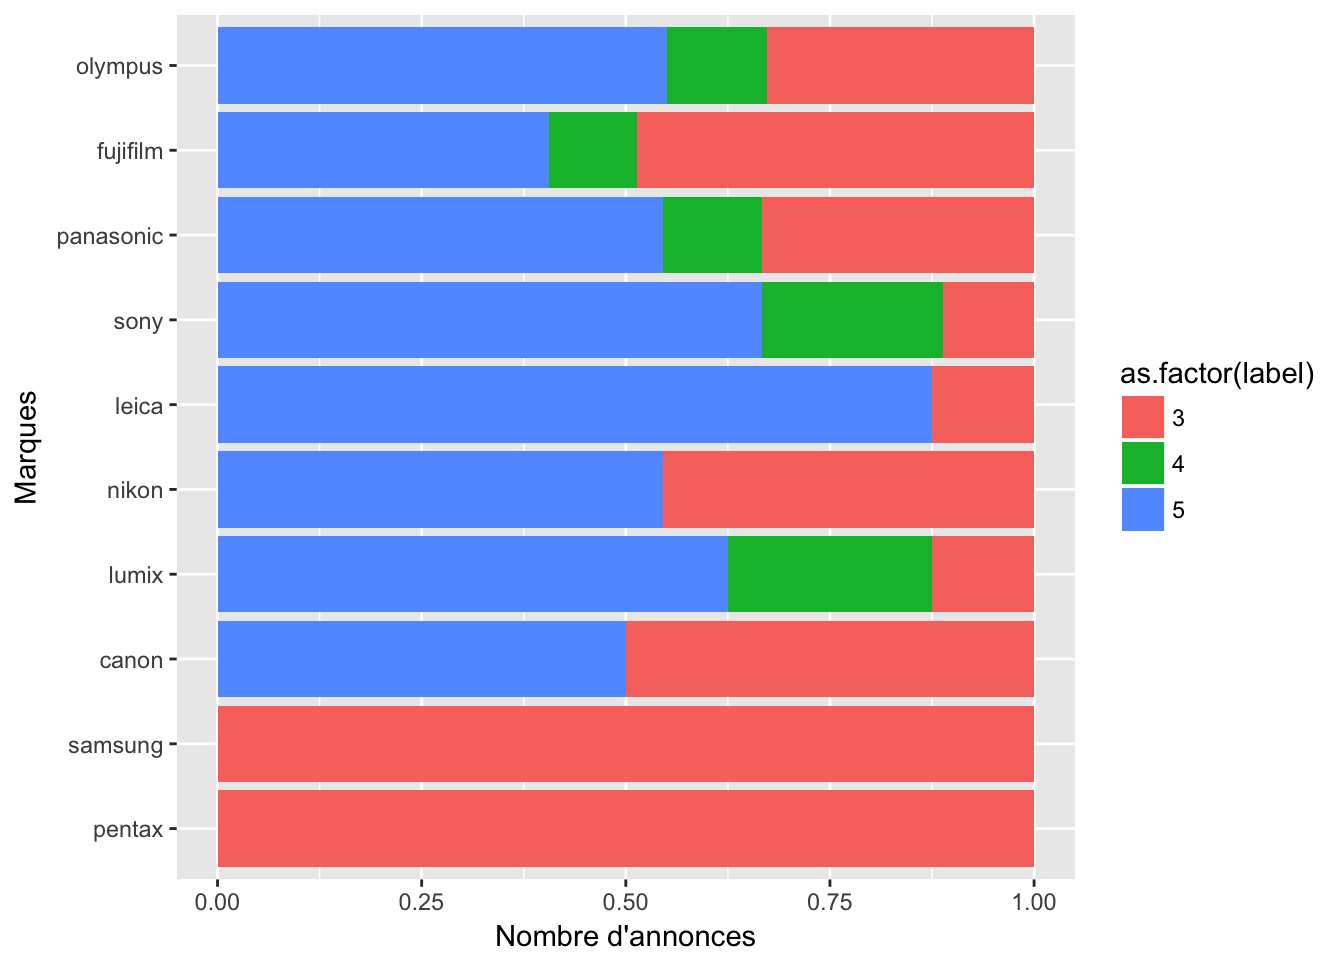 olympus
fujifilm
panasonic
sony
leica
nikon
lumix
canon
samsung
pentax
Marques
0.00 0.25 0.50 0.75 1.00
Nombre d'annonces
as.factor(label)
3
4
5